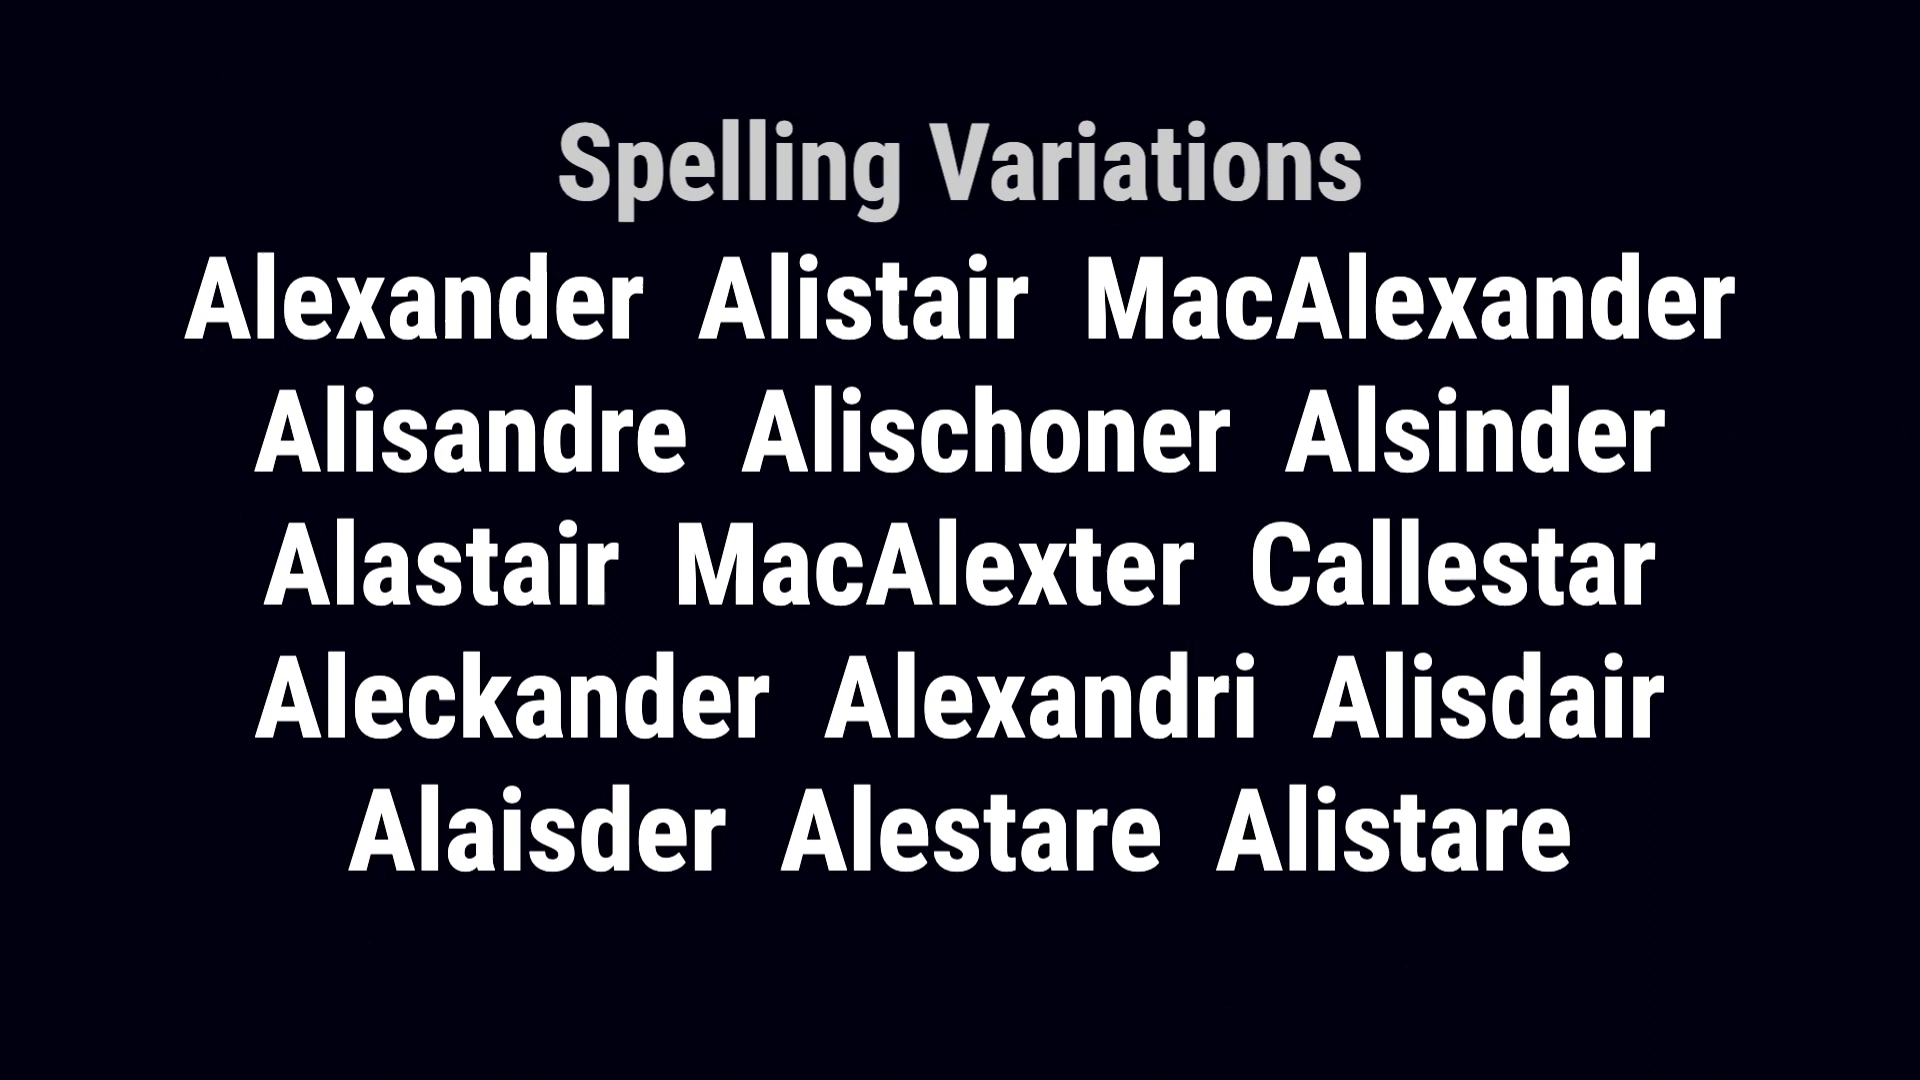 Spelling Variations
Alexander Alistair MacAlexander
Alisandre Alischoner Alsinder
Alastair MacAlexter Callestar
Aleckander Alexandri Alisdair
Alaisder Alestare Alistare